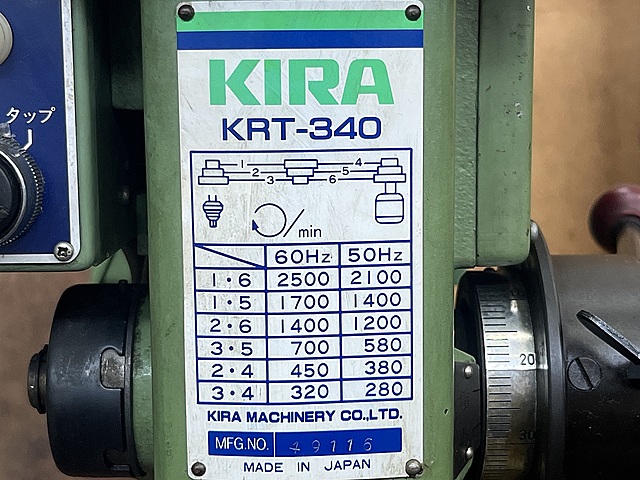 タップ
KIRA
KRT-340
1 4
2 5
3 6
/min
60Hz 50Hz
1・6 2500 2100
1・5 1700 1400
2・6 1400 1200
3・5 700 580
2・4 450 380
3・4 320 280
KIRA MACHINERY CO.,LTD.
MFG.NO.
MADE IN JAPAN
20
30